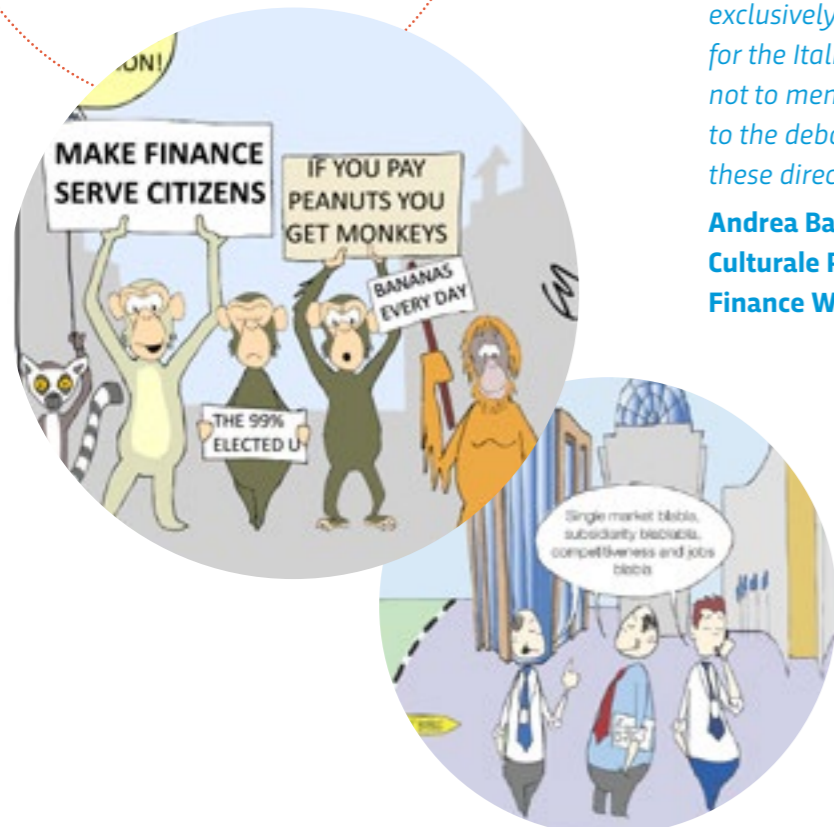 ON!
MAKE FINANCE
SERVE CITIZENS
IF YOU PAY
PEANUTS YOU
GET MONKEYS
BANANAS
EVERY DAY
THE 99%
ELECTED U
exclusively
for the Ital
not to men
to the deba
these direc
Andrea Ba
Culturale
Finance W
Single market blabla,
subsidiarity blablabla,
competitiveness and jobs
blabla